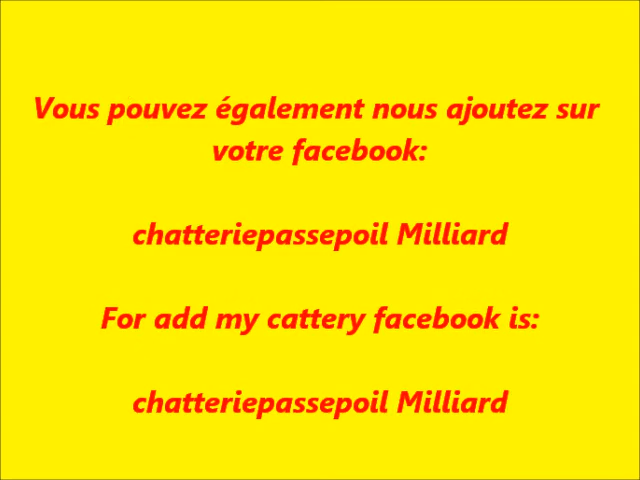 Vous pouvez également nous ajoutez sur
votre facebook:
chatteriepassepoil Milliard
For add my cattery facebook is:
chatteriepassepoil Milliard